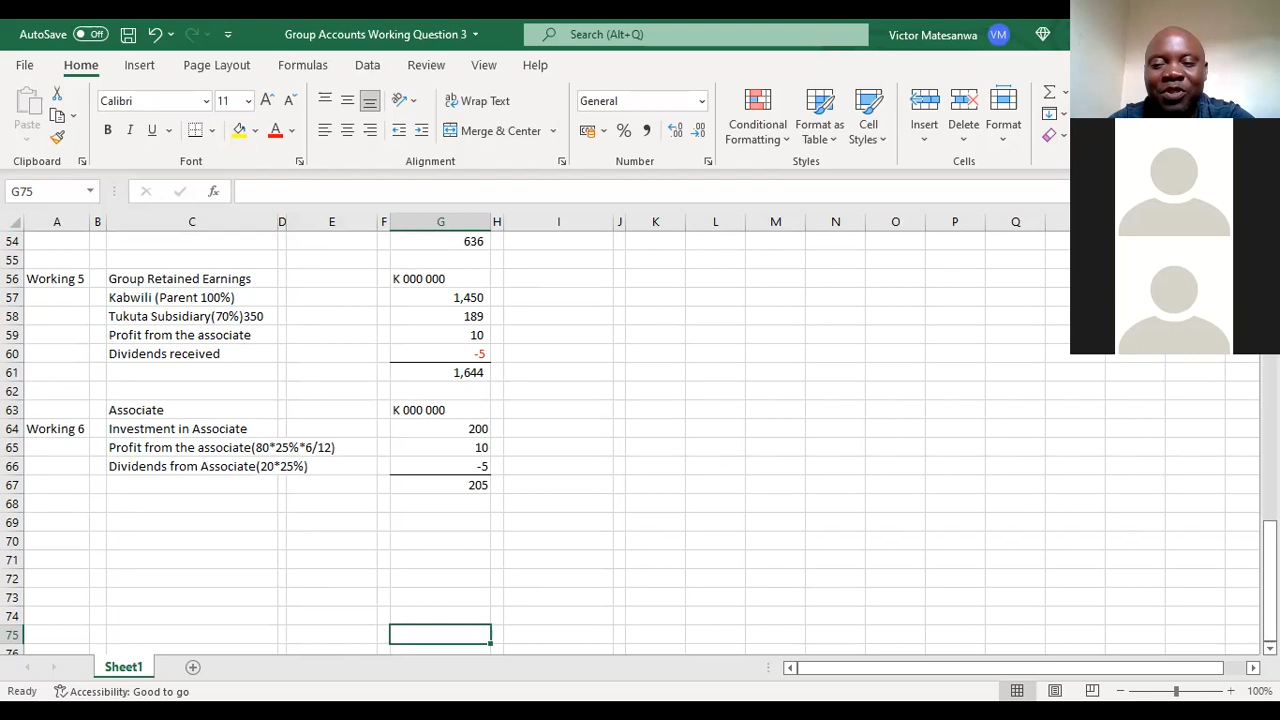 AutoSave Off Group Accounts Working Question 3 Search (Alt+Q) Victor Matesanwa VM
File Home Insert Page Layout Formulas Data Review View Help
Paste Calibri 11 A A Wrap Text General Conditional Formatting Format as Table Cell Styles Insert Delete Format
B I U A Merge & Center % 
Clipboard Font Alignment Number Styles Cells
G75 fx
A B C D E F G H I J K L M N O P Q
54 636
55
56 Working 5 Group Retained Earnings K 000 000
57 Kabwili (Parent 100%) 1,450
58 Tukuta Subsidiary(70%)350 189
59 Profit from the associate 10
60 Dividends received -5
61 1,644
62
63 Associate K 000 000
64 Working 6 Investment in Associate 200
65 Profit from the associate(80*25%*6/12) 10
66 Dividends from Associate(20*25%) -5
67 205
68
69
70
71
72
73
74
75
76
Sheet1
Ready Accessibility: Good to go 100%